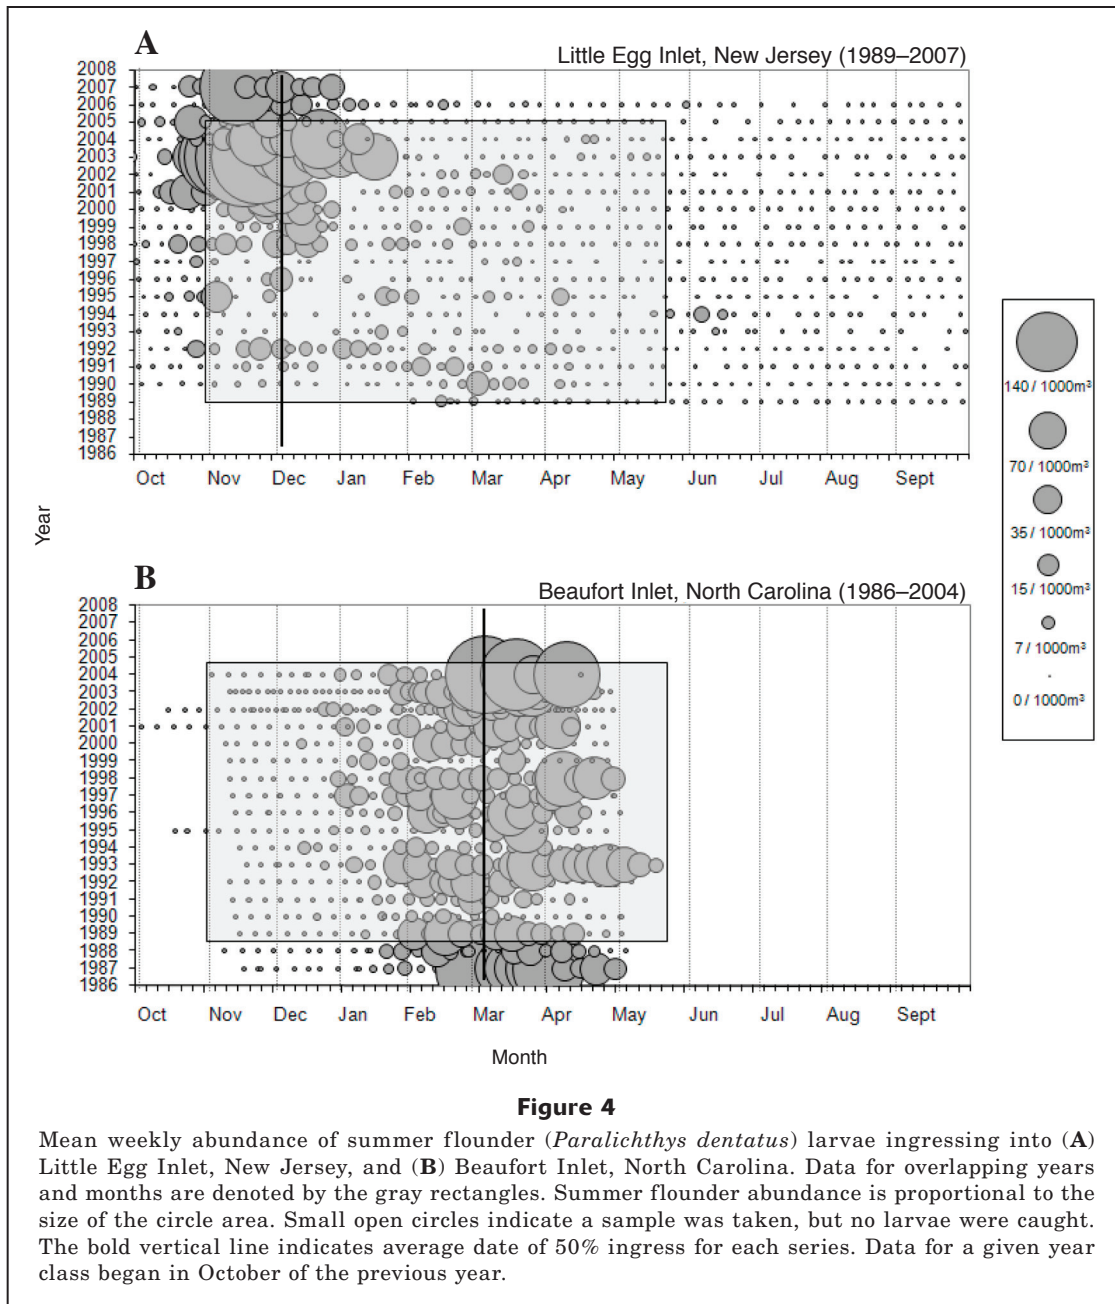 A
Little Egg Inlet, New Jersey (1989–2007)
2008
2007
2006
2005
2004
2003
2002
2001
2000
1999
1998
1997
1996
1995
1994
1993
1992
1991
1990
1989
1988
1987
1986
Oct Nov Dec Jan Feb Mar Apr May Jun Jul Aug Sept
140 / 1000m³
70 / 1000m³
35 / 1000m³
15 / 1000m³
7 / 1000m³
0 / 1000m³
Year
B
Beaufort Inlet, North Carolina (1986–2004)
2008
2007
2006
2005
2004
2003
2002
2001
2000
1999
1998
1997
1996
1995
1994
1993
1992
1991
1990
1989
1988
1987
1986
Oct Nov Dec Jan Feb Mar Apr May Jun Jul Aug Sept
Month
Figure 4
Mean weekly abundance of summer flounder (Paralichthys dentatus) larvae ingressing into (A)
Little Egg Inlet, New Jersey, and (B) Beaufort Inlet, North Carolina. Data for overlapping years
and months are denoted by the gray rectangles. Summer flounder abundance is proportional to the
size of the circle area. Small open circles indicate a sample was taken, but no larvae were caught.
The bold vertical line indicates average date of 50% ingress for each series. Data for a given year
class began in October of the previous year.